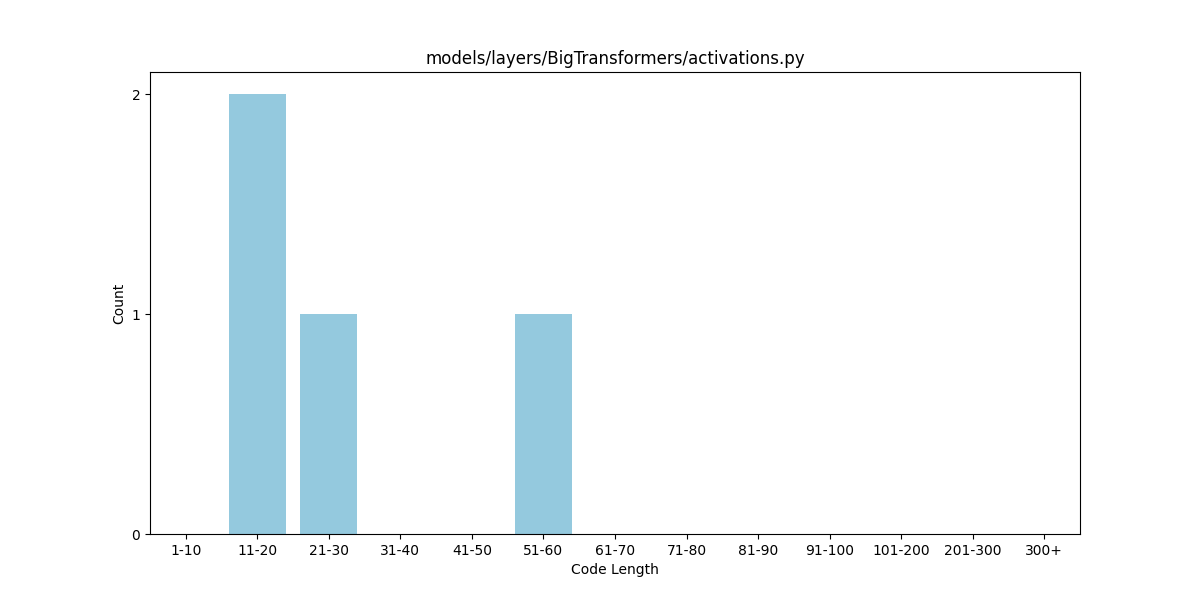 models/layers/BigTransformers/activations.py
2
1
0
Count
1-10 11-20 21-30 31-40 41-50 51-60 61-70 71-80 81-90 91-100 101-200 201-300 300+
Code Length